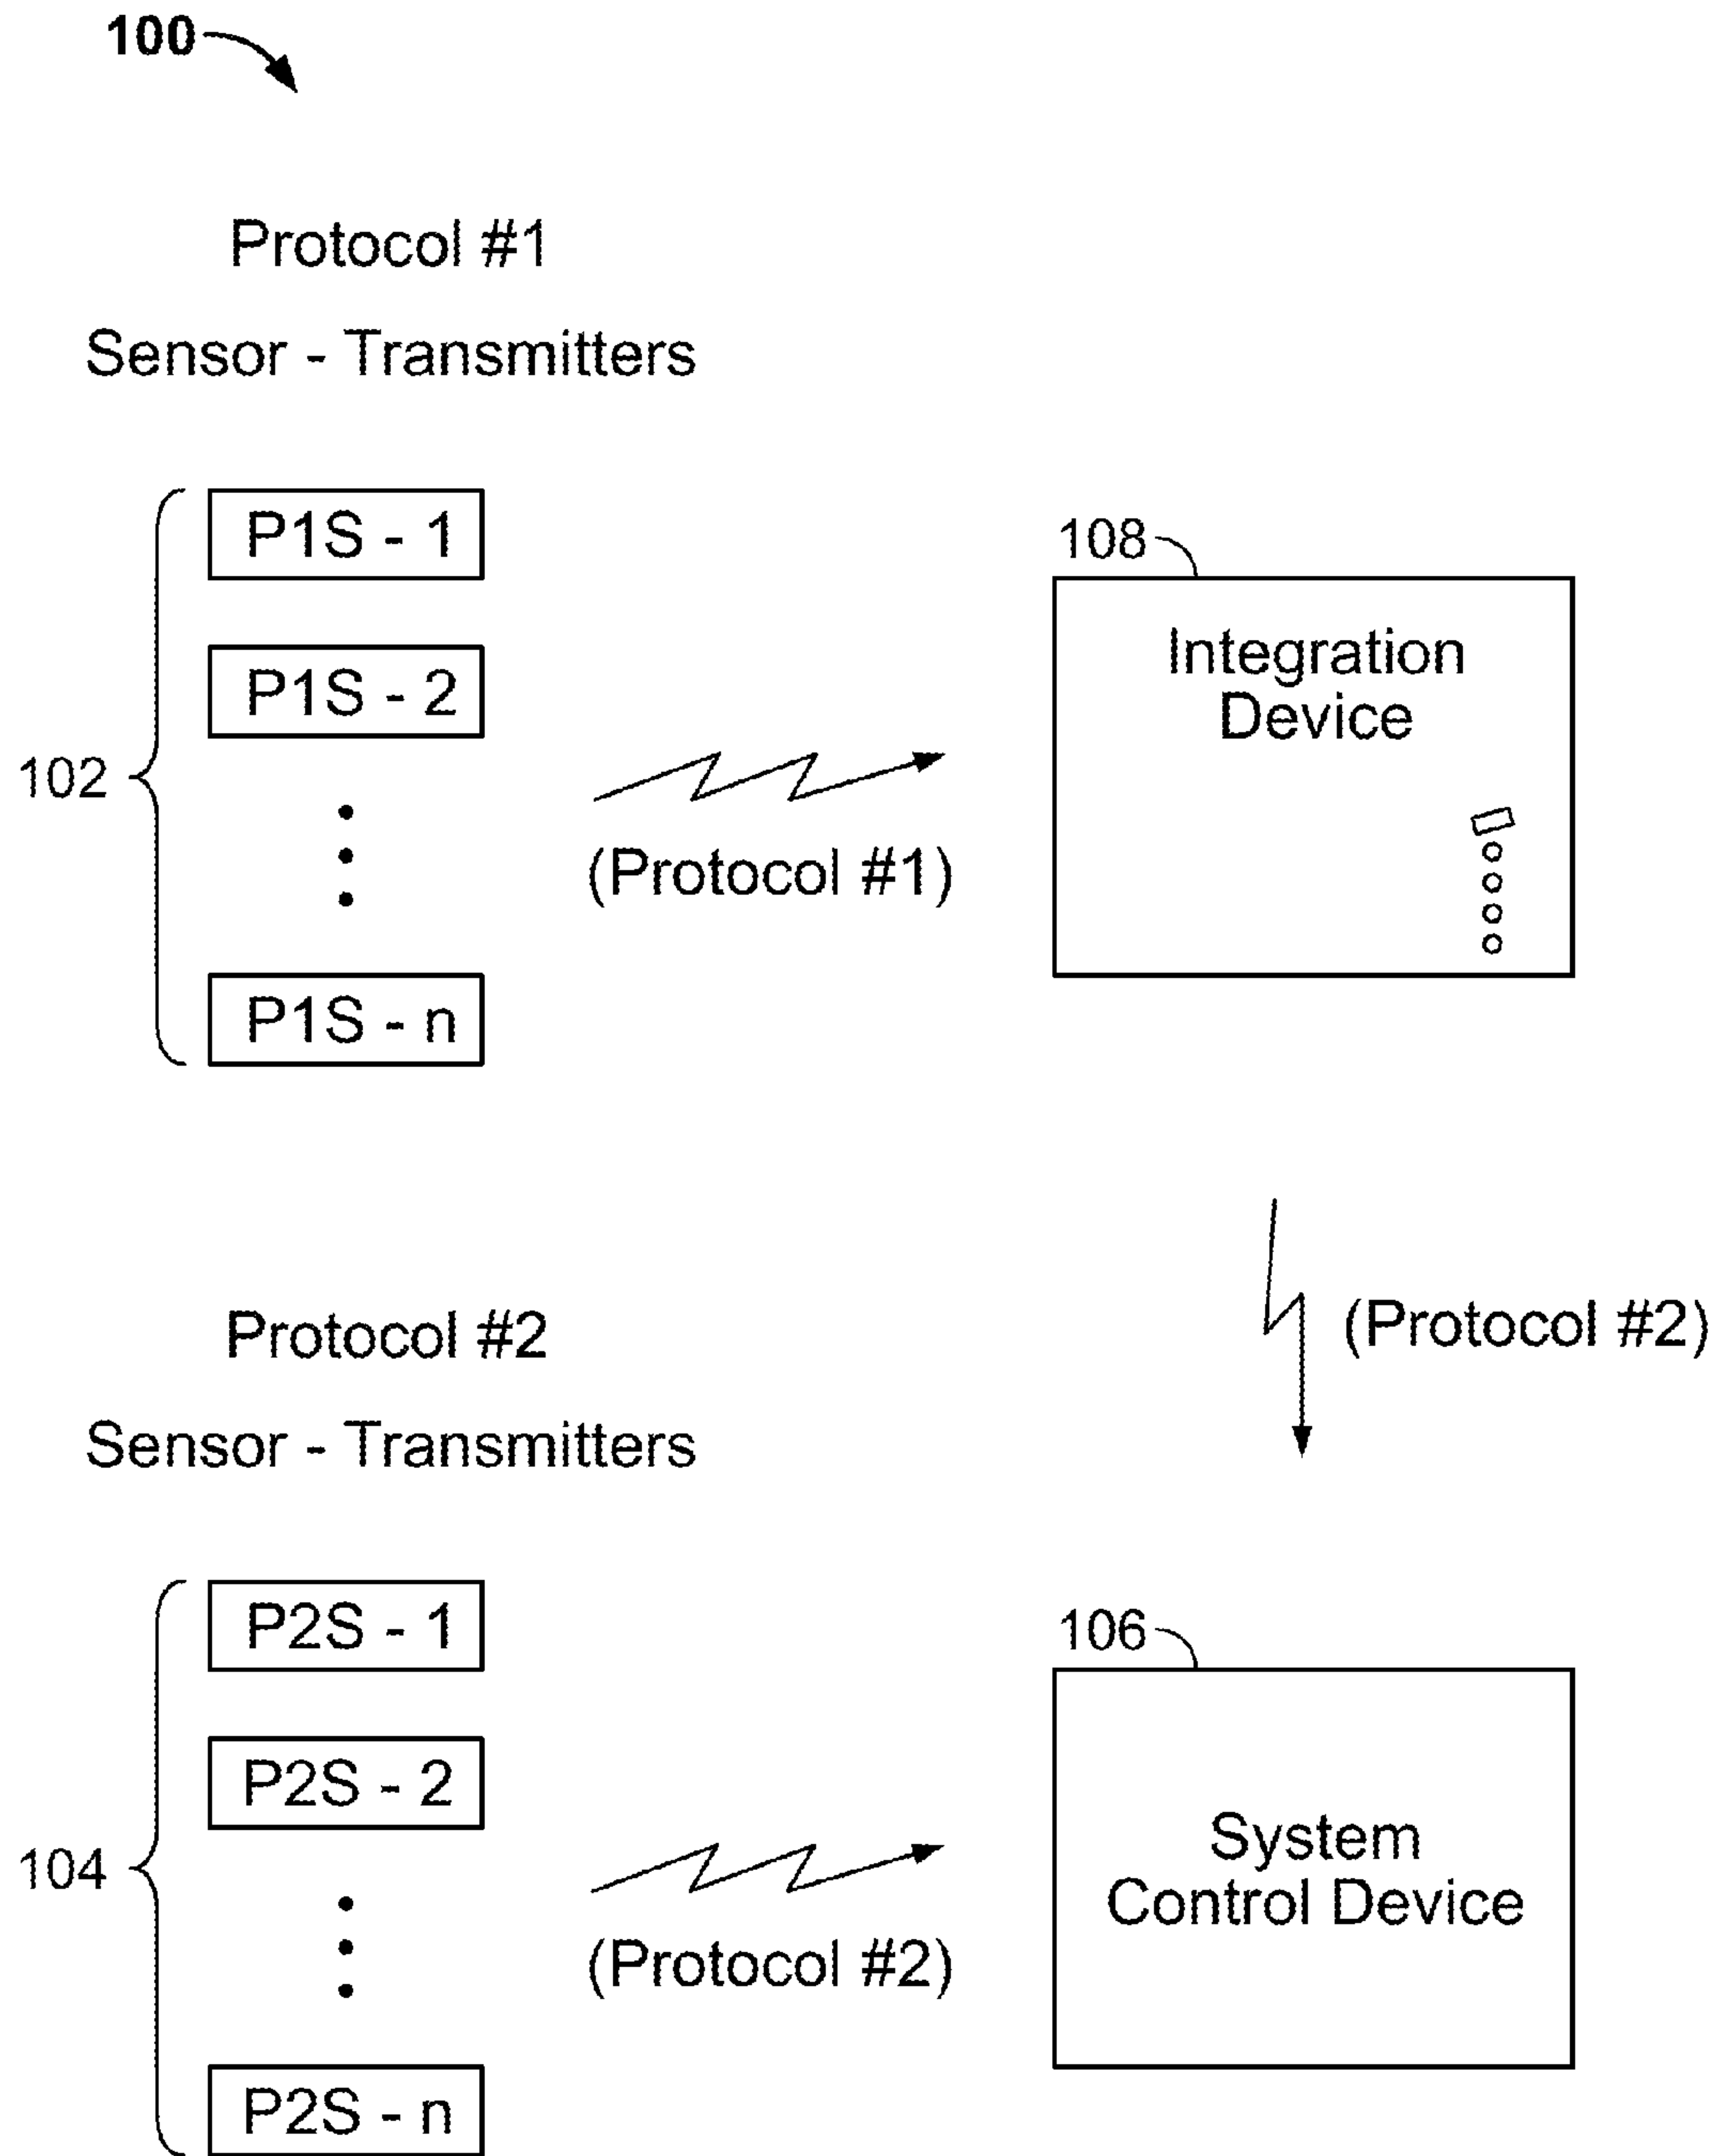 100
Protocol #1
Sensor - Transmitters
102
P1S - 1
P1S - 2
P1S - n
(Protocol #1)
108
Integration
Device
(Protocol #2)
Protocol #2
Sensor - Transmitters
104
P2S - 1
P2S - 2
P2S - n
(Protocol #2)
106
System
Control Device